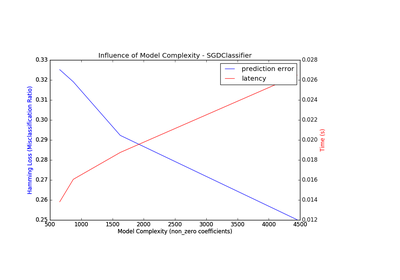 Influence of Model Complexity - SGDClassifier
0.33
0.32
0.31
0.30
0.29
0.28
0.27
0.26
0.25
Hamming Loss (Misclassification Ratio)
prediction error
latency
0.028
0.026
0.024
0.022
0.020
0.018
0.016
0.014
0.012
Time (s)
500 1000 1500 2000 2500 3000 3500 4000 4500
Model Complexity (non_zero coefficients)